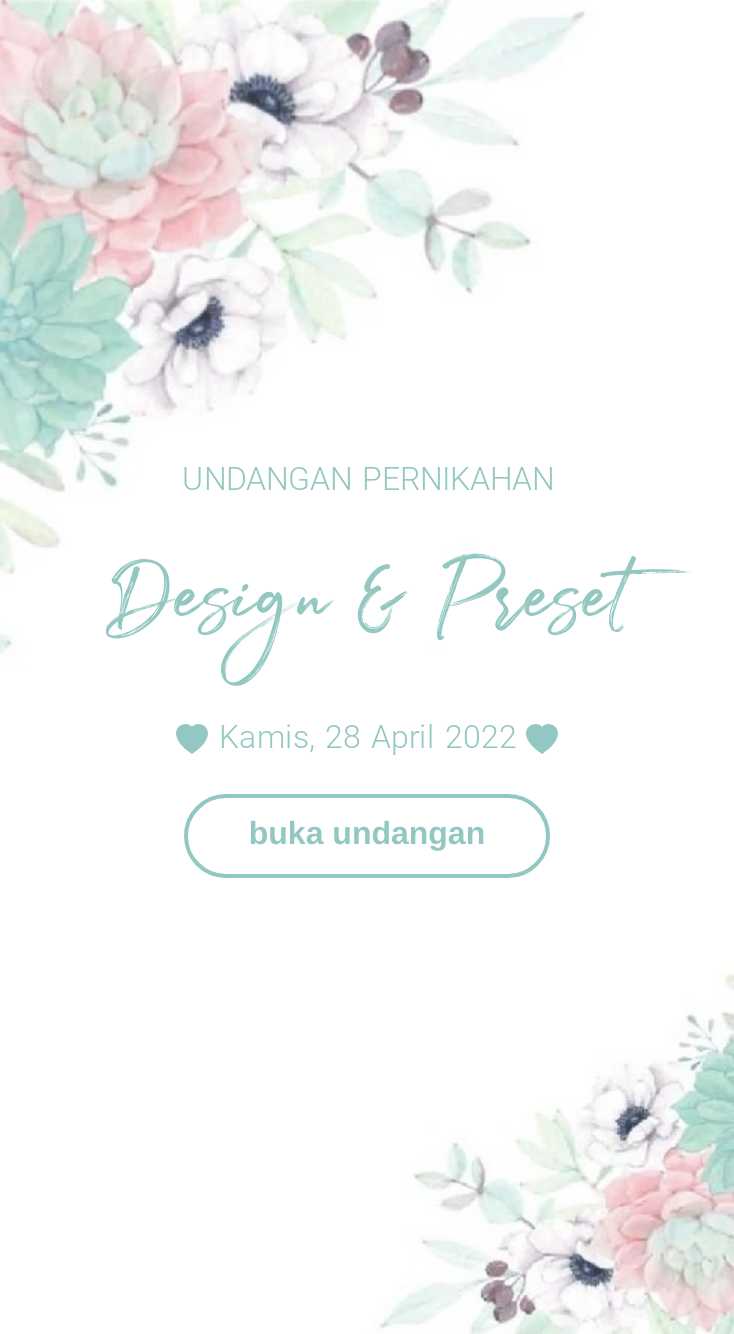 UNDANGAN PERNIKAHAN
Design & Preset
Kamis, 28 April 2022
buka undangan